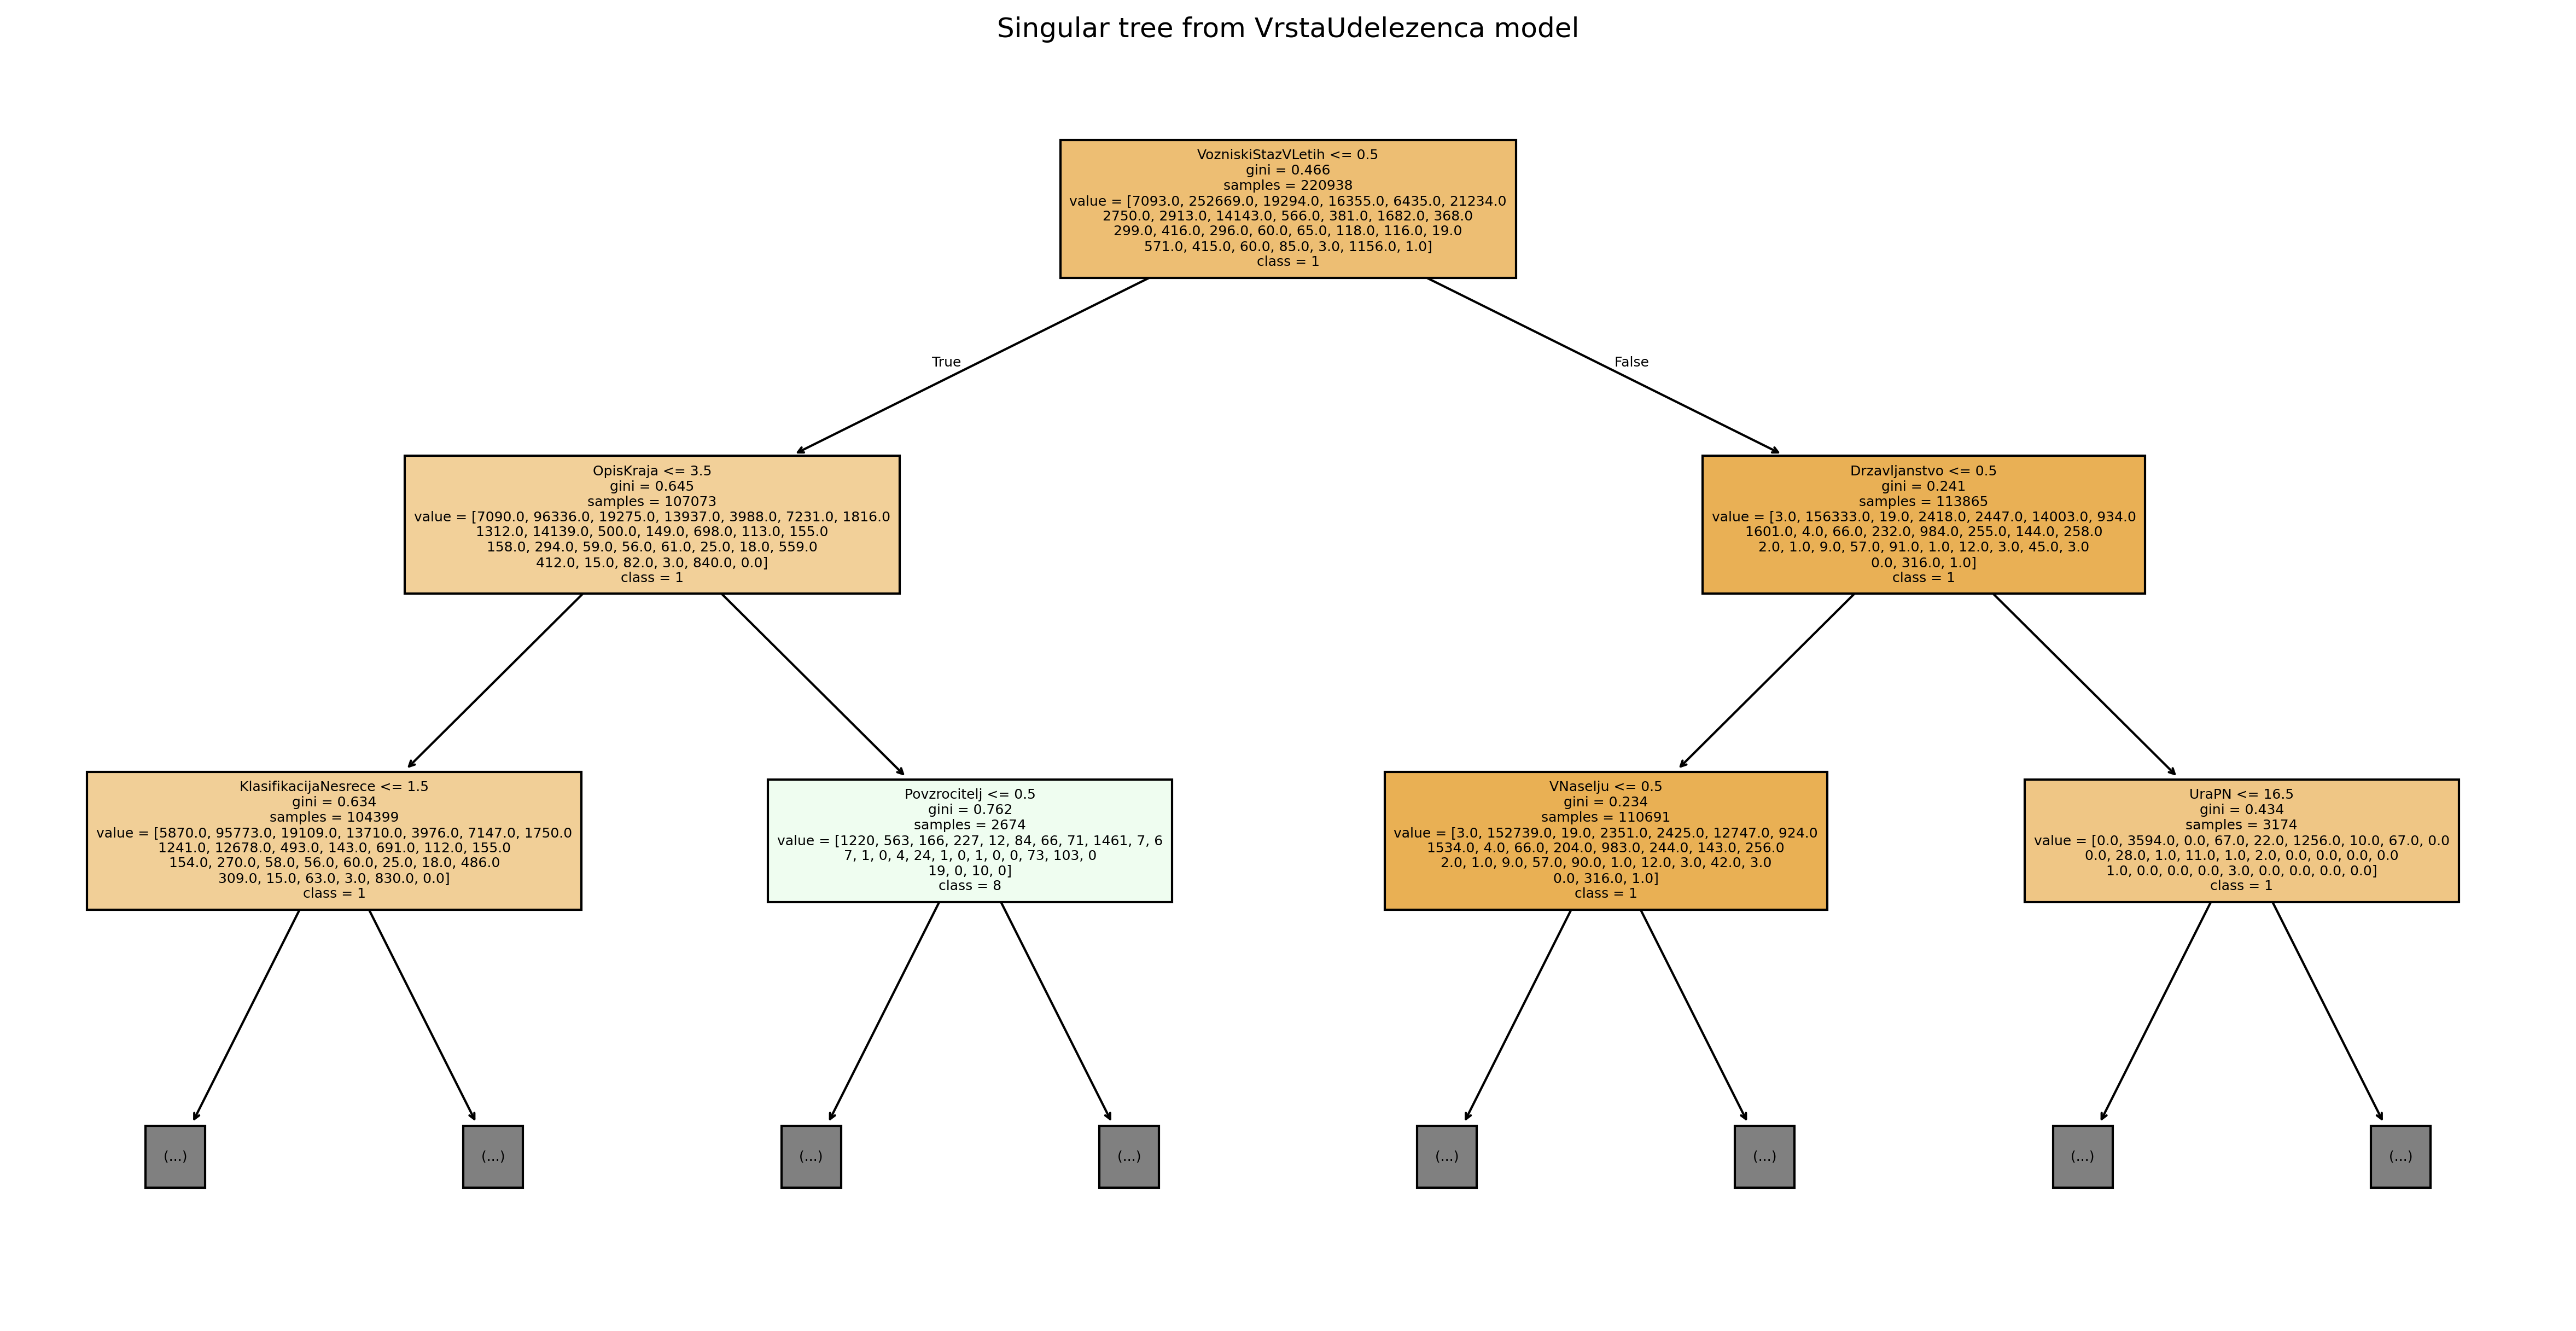 Singular tree from VrstaUdelezenca model
VozniskiStazVLetih <= 0.5
gini = 0.466
samples = 220938
value = [7093.0, 252669.0, 19294.0, 16355.0, 6435.0, 21234.0
2750.0, 2913.0, 14143.0, 566.0, 381.0, 1682.0, 368.0
299.0, 416.0, 296.0, 60.0, 65.0, 118.0, 116.0, 19.0
571.0, 415.0, 60.0, 85.0, 3.0, 1156.0, 1.0]
class = 1
True
False
OpisKraja <= 3.5
gini = 0.645
samples = 107073
value = [7090.0, 96336.0, 19275.0, 13937.0, 3988.0, 7231.0, 1816.0
1312.0, 14139.0, 500.0, 149.0, 698.0, 113.0, 155.0
158.0, 294.0, 59.0, 56.0, 61.0, 25.0, 18.0, 559.0
412.0, 15.0, 82.0, 3.0, 840.0, 0.0]
class = 1
Drzavljanstvo <= 0.5
gini = 0.241
samples = 113865
value = [3.0, 156333.0, 19.0, 2418.0, 2447.0, 14003.0, 934.0
1601.0, 4.0, 66.0, 232.0, 984.0, 255.0, 144.0, 258.0
2.0, 1.0, 9.0, 57.0, 91.0, 1.0, 12.0, 3.0, 45.0, 3.0
0.0, 316.0, 1.0]
class = 1
KlasifikacijaNesrece <= 1.5
gini = 0.634
samples = 104399
value = [5870.0, 95773.0, 19109.0, 13710.0, 3976.0, 7147.0, 1750.0
1241.0, 12678.0, 493.0, 143.0, 691.0, 112.0, 155.0
154.0, 270.0, 58.0, 56.0, 60.0, 25.0, 18.0, 486.0
309.0, 15.0, 63.0, 3.0, 830.0, 0.0]
class = 1
Povzrocitelj <= 0.5
gini = 0.762
samples = 2674
value = [1220, 563, 166, 227, 12, 84, 66, 71, 1461, 7, 6
7, 1, 0, 4, 24, 1, 0, 1, 0, 0, 73, 103, 0
19, 0, 10, 0]
class = 8
VNaselju <= 0.5
gini = 0.234
samples = 110691
value = [3.0, 152739.0, 19.0, 2351.0, 2425.0, 12747.0, 924.0
1534.0, 4.0, 66.0, 204.0, 983.0, 244.0, 143.0, 256.0
2.0, 1.0, 9.0, 57.0, 90.0, 1.0, 12.0, 3.0, 42.0, 3.0
0.0, 316.0, 1.0]
class = 1
UraPN <= 16.5
gini = 0.434
samples = 3174
value = [0.0, 3594.0, 0.0, 67.0, 22.0, 1256.0, 10.0, 67.0, 0.0
0.0, 28.0, 1.0, 11.0, 1.0, 2.0, 0.0, 0.0, 0.0, 0.0
1.0, 0.0, 0.0, 0.0, 3.0, 0.0, 0.0, 0.0, 0.0]
class = 1
(...)
(...)
(...)
(...)
(...)
(...)
(...)
(...)